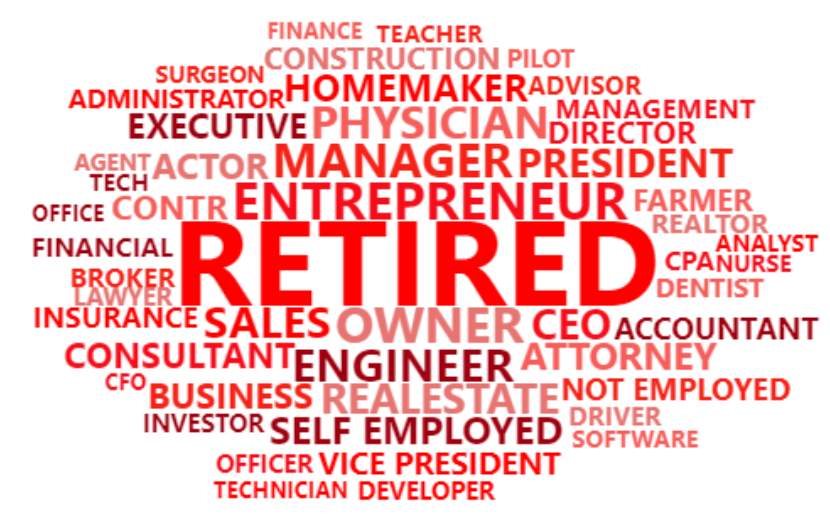 FINANCE TEACHER
CONSTRUCTION PILOT
SURGEON HOMEMAKER ADVISOR
ADMINISTRATOR MANAGEMENT
EXECUTIVE PHYSICIAN DIRECTOR
AGENT ACTOR MANAGER PRESIDENT
TECH
OFFICE CONTR ENTREPRENEUR FARMER
REALTOR
FINANCIAL RETIRED ANALYST
CPA NURSE
BROKER DENTIST
LAWYER
INSURANCE SALES OWNER CEO ACCOUNTANT
CONSULTANT ENGINEER ATTORNEY
CFO BUSINESS REALESTATE NOT EMPLOYED
INVESTOR SELF EMPLOYED DRIVER
SOFTWARE
OFFICER VICE PRESIDENT
TECHNICIAN DEVELOPER